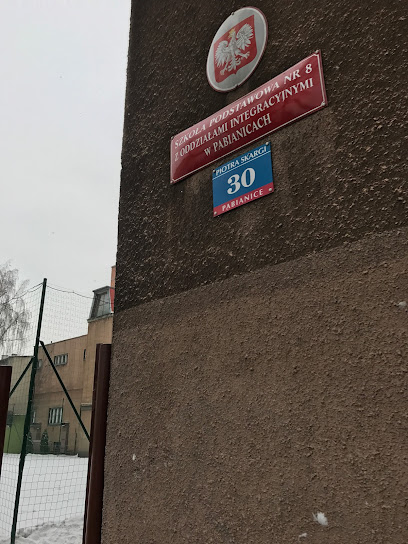 SZKOŁA PODSTAWOWA NR 8
Z ODDZIAŁAMI INTEGRACYJNYMI
W PABIANICACH
PIOTRA SKARGI
30
PABIANICE